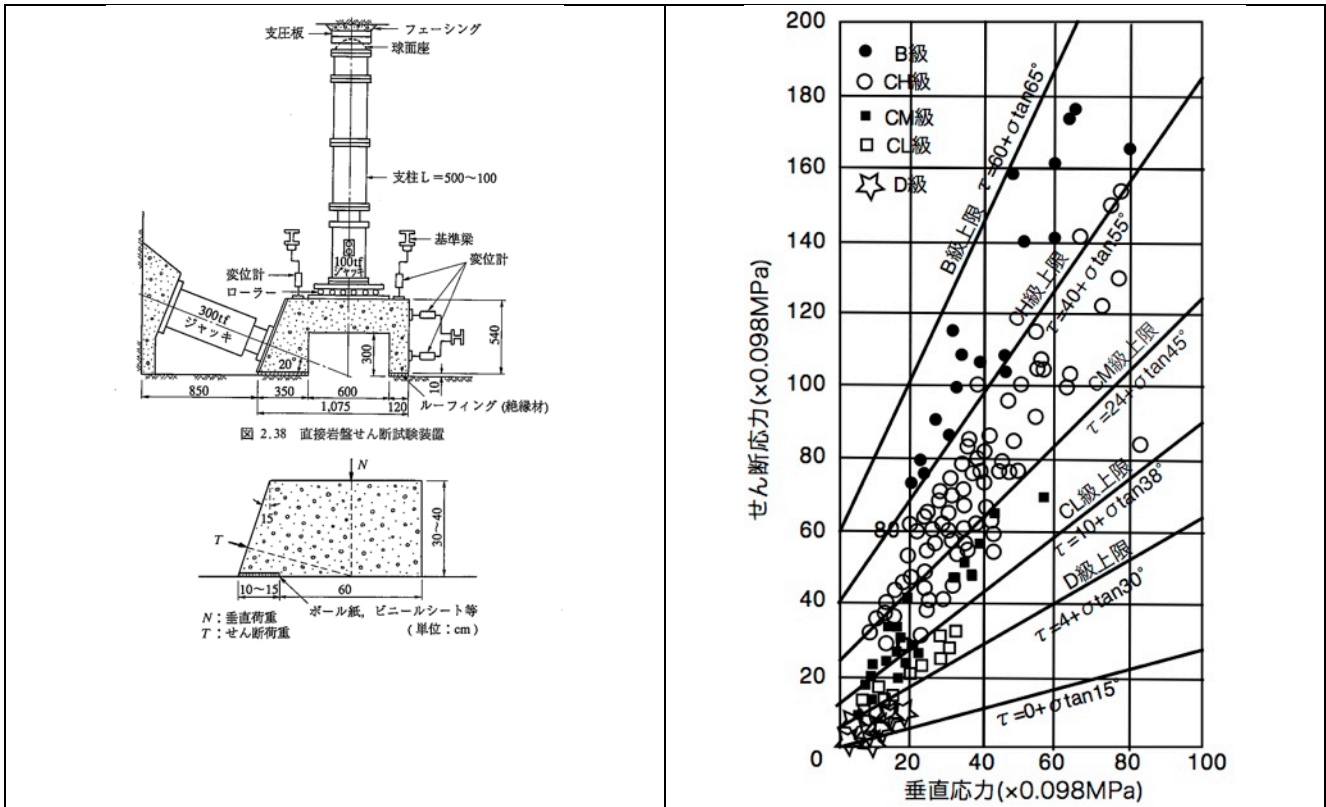 支圧板
フェーシング
球面座
支柱L=500~100
基準梁
100tf
ジャッキ
変位計
変位計
ローラー
300tf
ジャッキ
20°
300
540
10
850
350
600
120
1,075
ルーフィング (絶縁材)
図 2.38 直接岩盤せん断試験装置
N
15°
T
30~40
10~15
60
ボール紙,ビニールシート等
N:垂直荷重
T:せん断荷重
(単位:cm)
せん断応力(×0.098MPa)
200
180
160
140
120
100
80
60
40
20
0
B級
CH級
CM級
CL級
D級
80
B級上限 τ=60+σtan65°
CH級上限
τ=40+σtan55°
CM級上限
τ=24+σtan45°
CL級上限
τ=10+σtan38°
D級上限
τ=4+σtan30°
τ=0+σtan15°
20
40
60
80
100
垂直応力(×0.098MPa)